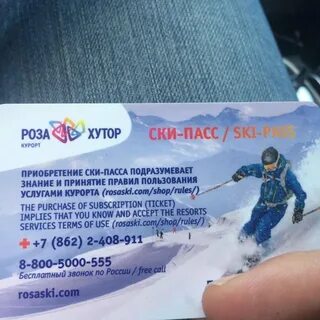 РОЗА ХУТОР
КУРОРТ
СКИ-ПАСС / SKI-PASS
ПРИОБРЕТЕНИЕ СКИ-ПАССА ПОДРАЗУМЕВАЕТ
ЗНАНИЕ И ПРИНЯТИЕ ПРАВИЛ ПОЛЬЗОВАНИЯ
УСЛУГАМИ КУРОРТА (rosaski.com/shop/rules/)
THE PURCHASE OF SUBSCRIPTION (TICKET)
IMPLIES THAT YOU KNOW AND ACCEPT THE RESORTS
SERVICES TERMS OF USE (rosaski.com/shop/rules/)
+7 (862) 2-408-911
8-800-5000-555
Бесплатный звонок по России / free call
rosaski.com